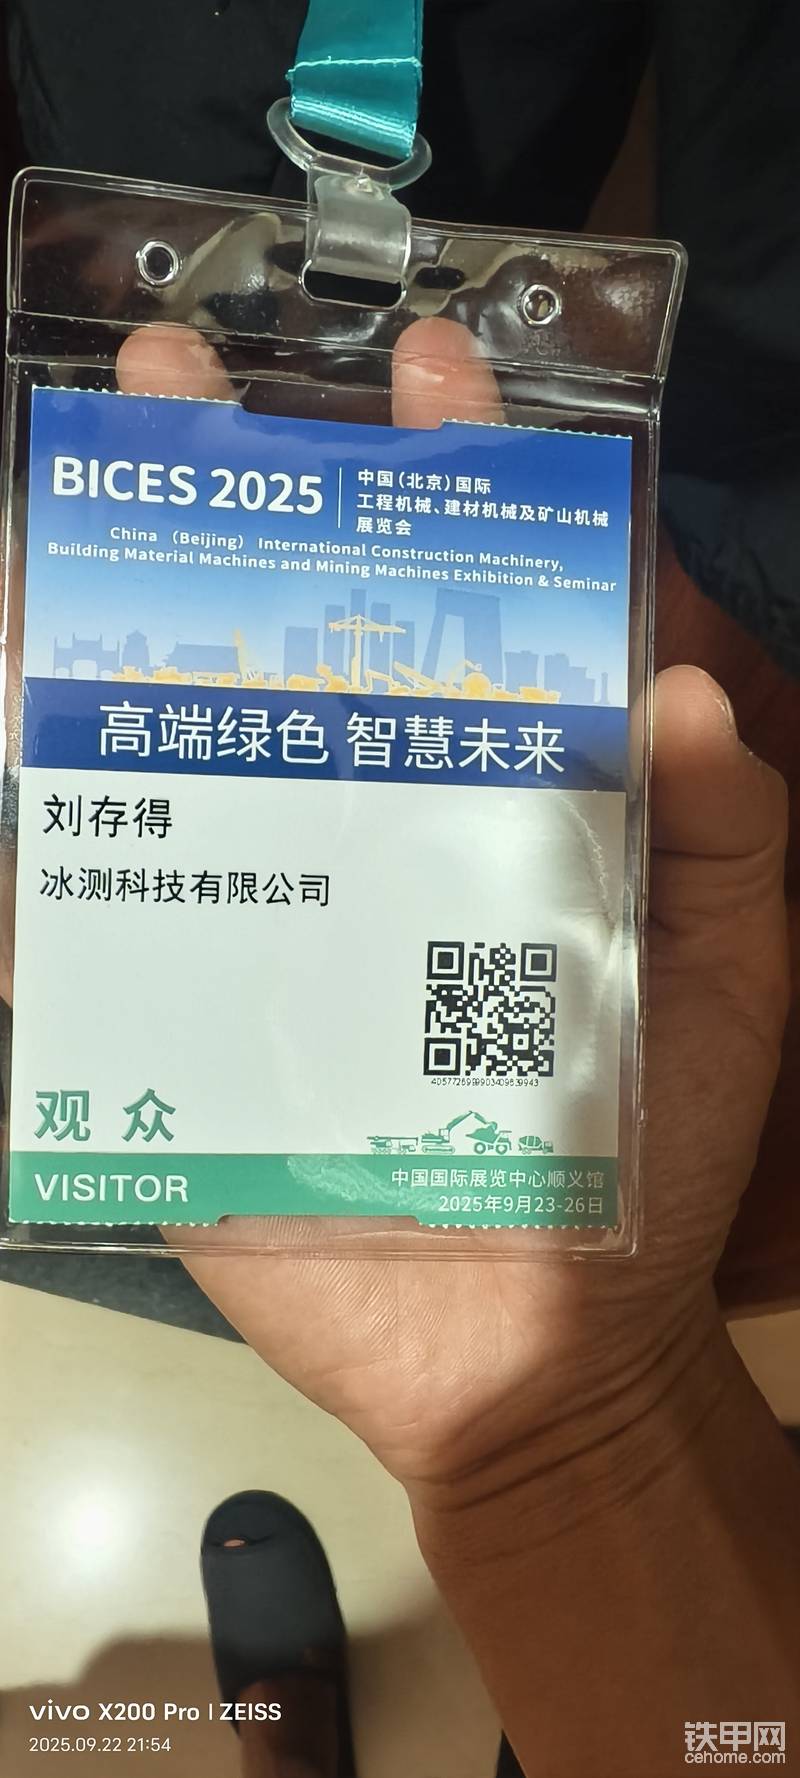 BICES 2025
中国（北京）国际
工程机械、建材机械及矿山机械
展览会
China （Beijing） International Construction Machinery,
Building Material Machines and Mining Machines Exhibition & Seminar
高端绿色 智慧未来
刘存得
冰测科技有限公司
观 众
VISITOR
中国国际展览中心顺义馆
2025年9月23-26日
vivo X200 Pro | ZEISS
2025.09.22 21:54
铁甲网
cehome.com